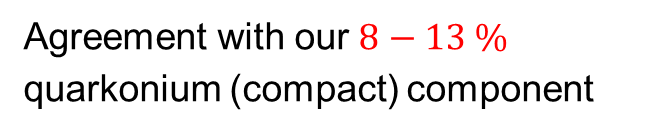 Agreement with our 8 – 13 %
quarkonium (compact) component